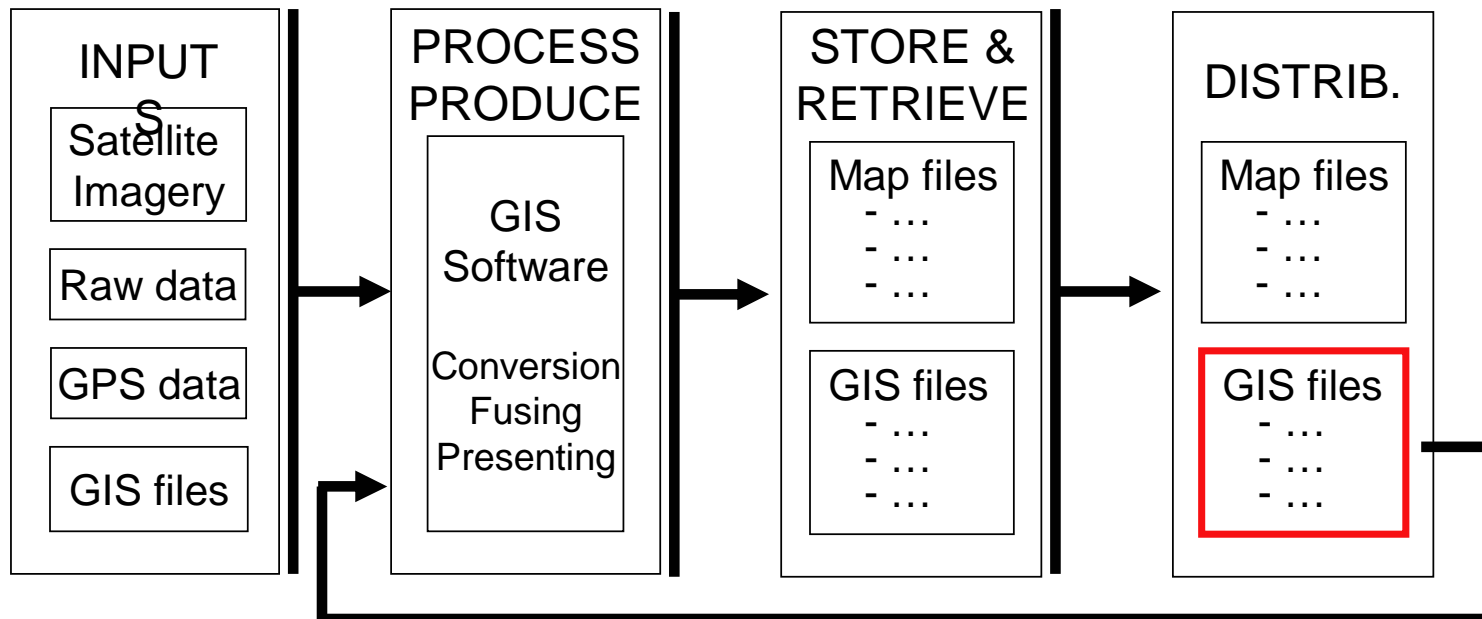 INPUT
S
Satellite
Imagery
Raw data
GPS data
GIS files
PROCESS
PRODUCE
GIS
Software
Conversion
Fusing
Presenting
STORE &
RETRIEVE
Map files
- ...
- ...
- ...
GIS files
- ...
- ...
- ...
DISTRIB.
Map files
- ...
- ...
- ...
GIS files
- ...
- ...
- ...